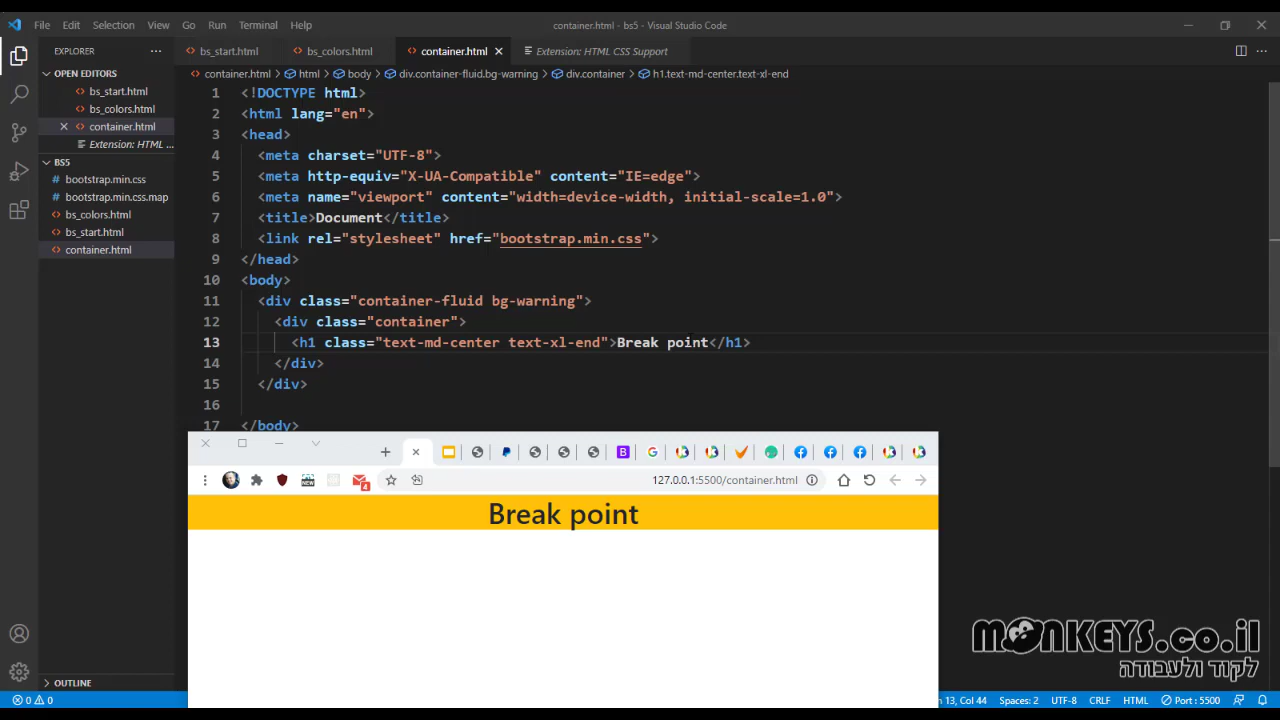 File Edit Selection View Go Run Terminal Help container.html - bs5 - Visual Studio Code
EXPLORER
bs_start.html bs_colors.html container.html Extension: HTML CSS Support
container.html > html > body > div.container-fluid.bg-warning > div.container > h1.text-md-center.text-xl-end
OPEN EDITORS
bs_start.html
bs_colors.html
container.html
Extension: HTML ...
BS5
bootstrap.min.css
bootstrap.min.css.map
bs_colors.html
bs_start.html
container.html
OUTLINE
1 <!DOCTYPE html>
2 <html lang="en">
3 <head>
4 <meta charset="UTF-8">
5 <meta http-equiv="X-UA-Compatible" content="IE=edge">
6 <meta name="viewport" content="width=device-width, initial-scale=1.0">
7 <title>Document</title>
8 <link rel="stylesheet" href="bootstrap.min.css">
9 </head>
10 <body>
11 <div class="container-fluid bg-warning">
12 <div class="container">
13 <h1 class="text-md-center text-xl-end">Break point</h1>
14 </div>
15 </div>
16
17 </body>
127.0.0.1:5500/container.html
Break point
monkeys.co.il
לקוד ולעבודה
0 0 n 13, Col 44 Spaces: 2 UTF-8 CRLF HTML Port : 5500